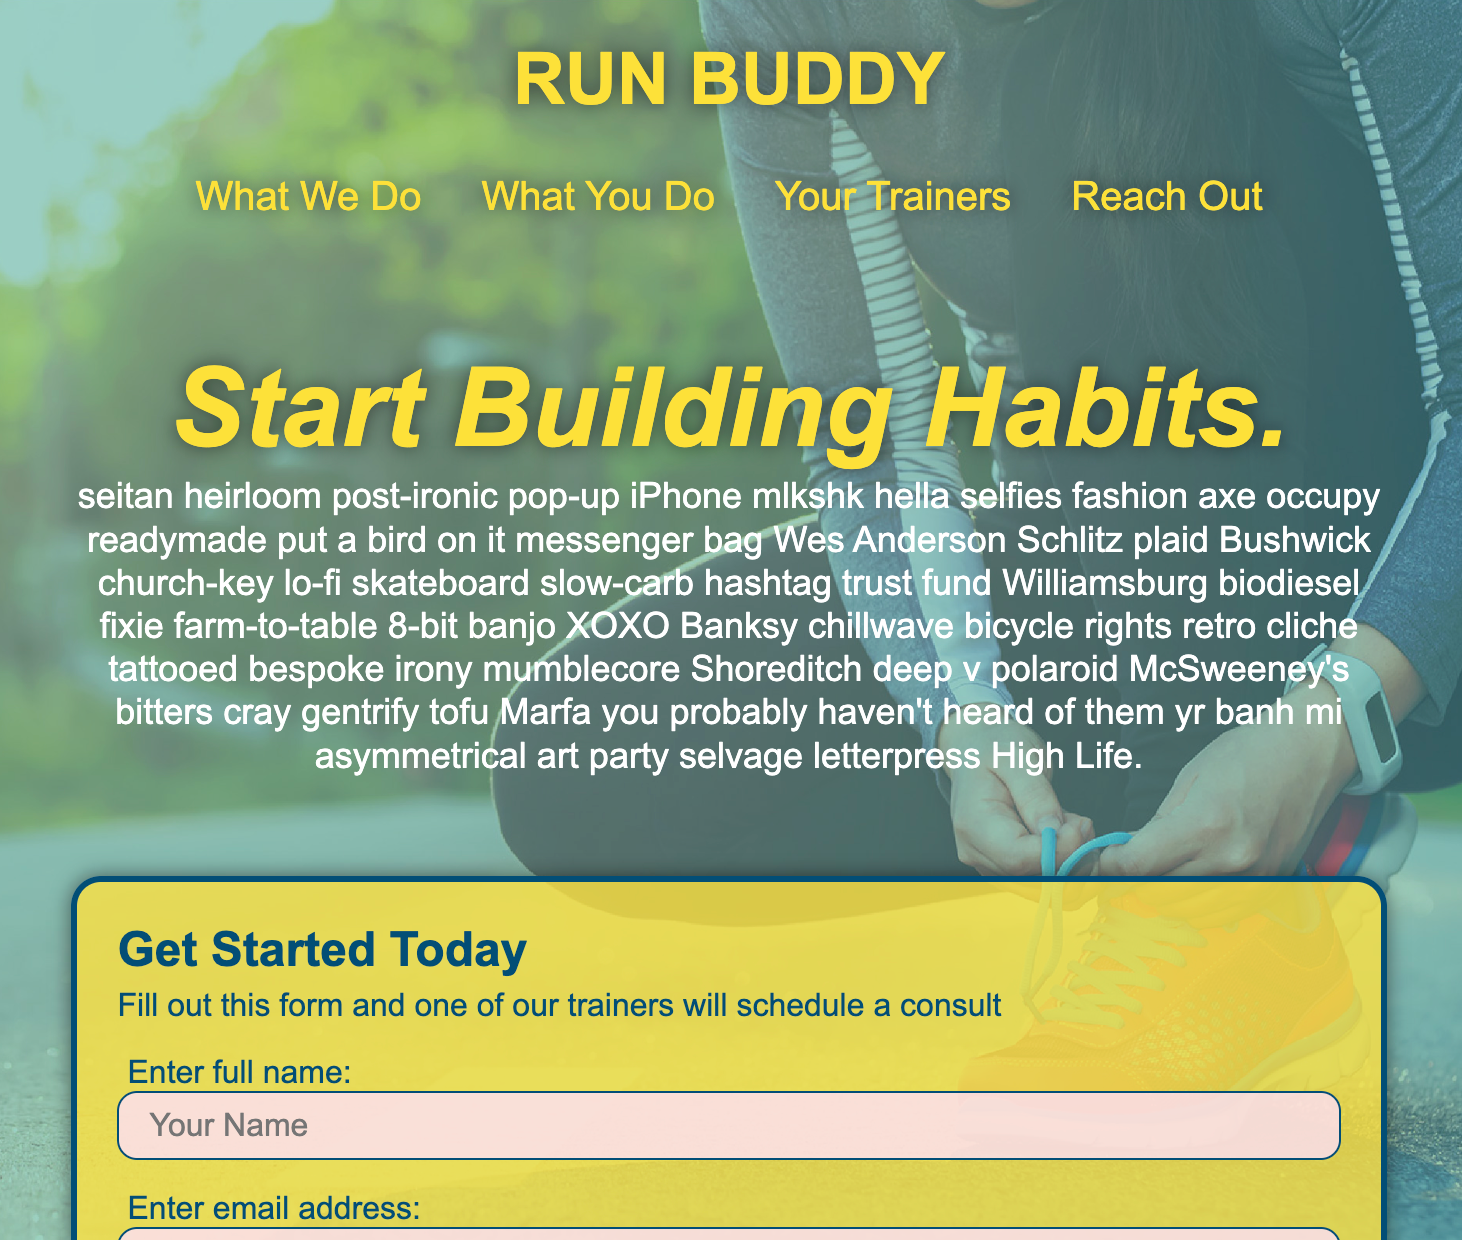 RUN BUDDY
What We Do What You Do Your Trainers Reach Out
Start Building Habits.
seitan heirloom post-ironic pop-up iPhone mlkshk hella selfies fashion axe occupy
readymade put a bird on it messenger bag Wes Anderson Schlitz plaid Bushwick
church-key lo-fi skateboard slow-carb hashtag trust fund Williamsburg biodiesel
fixie farm-to-table 8-bit banjo XOXO Banksy chillwave bicycle rights retro cliche
tattooed bespoke irony mumblecore Shoreditch deep v polaroid McSweeney's
bitters cray gentrify tofu Marfa you probably haven't heard of them yr banh mi
asymmetrical art party selvage letterpress High Life.
Get Started Today
Fill out this form and one of our trainers will schedule a consult
Enter full name:
Your Name
Enter email address: